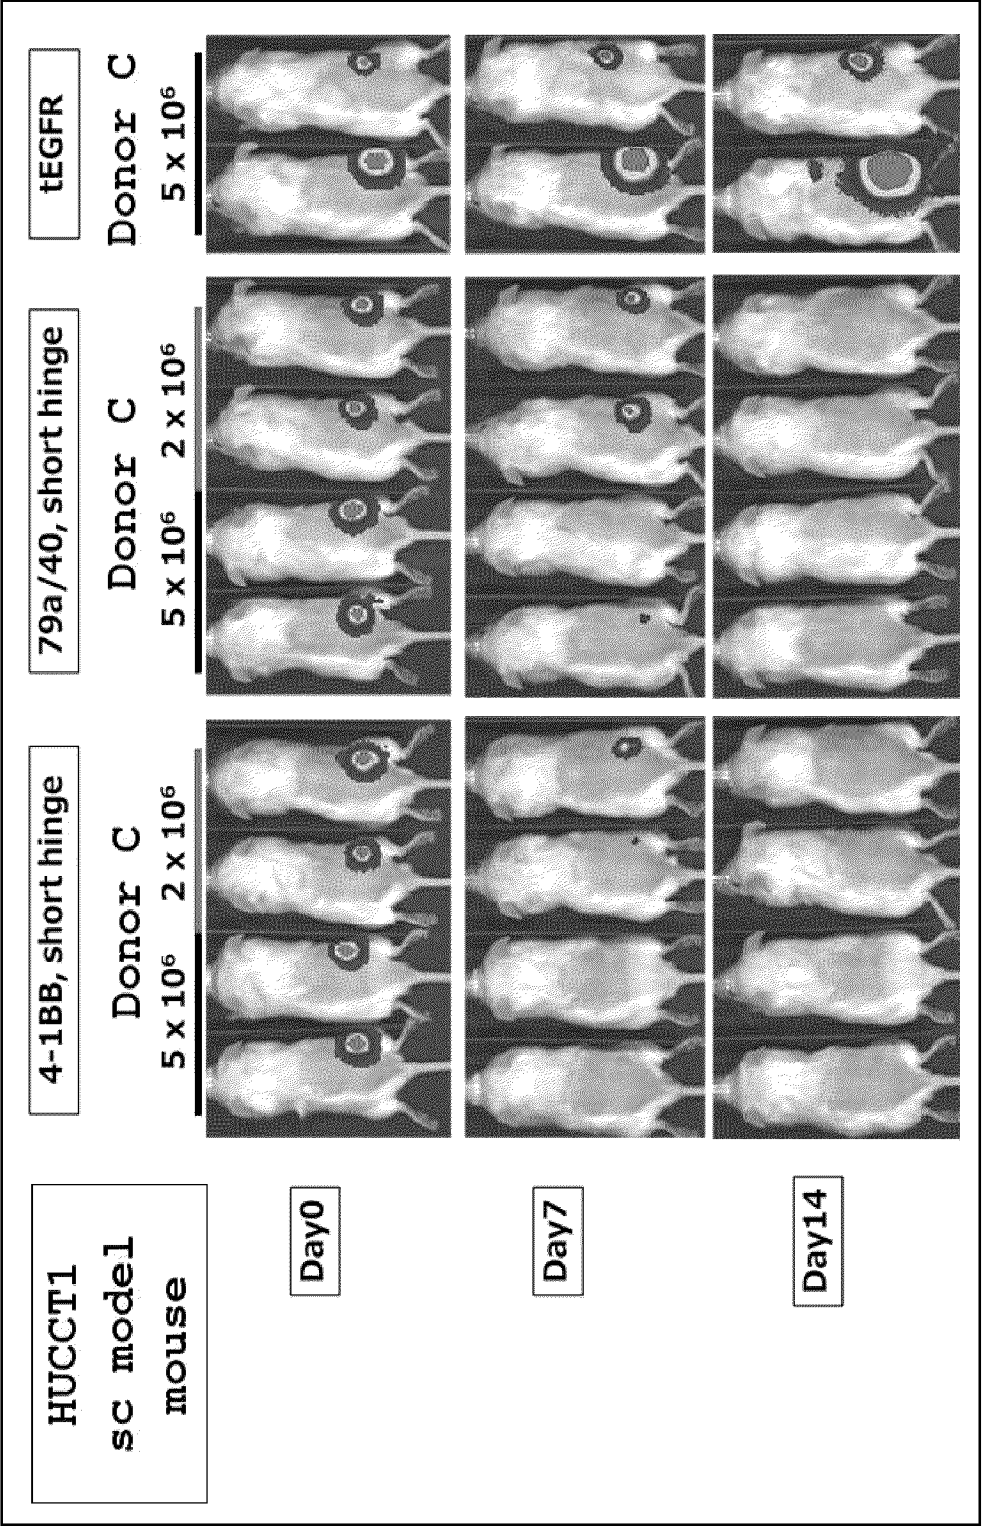 HUCCT1
sc model
mouse
4-1BB, short hinge
Donor C
5 x 10⁶
2 x 10⁶
79a/40, short hinge
Donor C
5 x 10⁶
2 x 10⁶
tEGFR
Donor C
5 x 10⁶
Day0
Day7
Day14